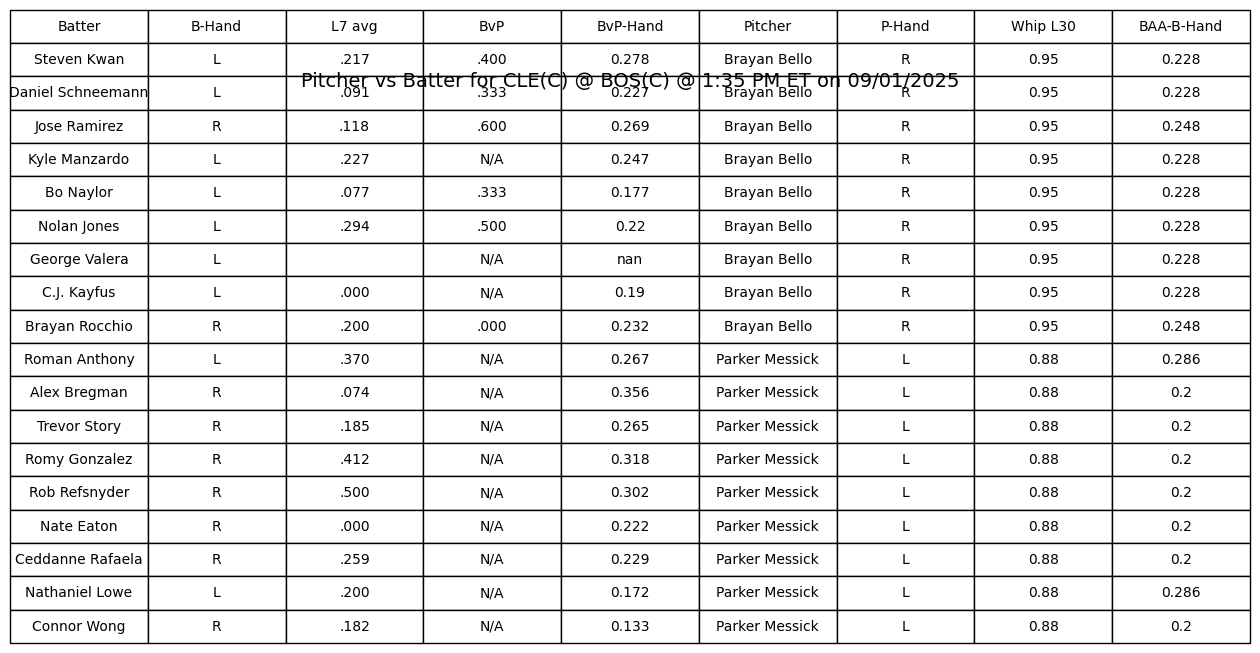 Batter B-Hand L7 avg BvP BvP-Hand Pitcher P-Hand Whip L30 BAA-B-Hand
Steven Kwan L .217 .400 0.278 Brayan Bello R 0.95 0.228
Pitcher vs Batter for CLE(C) @ BOS(C) @ 1:35 PM ET on 09/01/2025
Daniel Schneemann L .091 .333 0.227 Brayan Bello R 0.95 0.228
Jose Ramirez R .118 .600 0.269 Brayan Bello R 0.95 0.248
Kyle Manzardo L .227 N/A 0.247 Brayan Bello R 0.95 0.228
Bo Naylor L .077 .333 0.177 Brayan Bello R 0.95 0.228
Nolan Jones L .294 .500 0.22 Brayan Bello R 0.95 0.228
George Valera L N/A nan Brayan Bello R 0.95 0.228
C.J. Kayfus L .000 N/A 0.19 Brayan Bello R 0.95 0.228
Brayan Rocchio R .200 .000 0.232 Brayan Bello R 0.95 0.248
Roman Anthony L .370 N/A 0.267 Parker Messick L 0.88 0.286
Alex Bregman R .074 N/A 0.356 Parker Messick L 0.88 0.2
Trevor Story R .185 N/A 0.265 Parker Messick L 0.88 0.2
Romy Gonzalez R .412 N/A 0.318 Parker Messick L 0.88 0.2
Rob Refsnyder R .500 N/A 0.302 Parker Messick L 0.88 0.2
Nate Eaton R .000 N/A 0.222 Parker Messick L 0.88 0.2
Ceddanne Rafaela R .259 N/A 0.229 Parker Messick L 0.88 0.2
Nathaniel Lowe L .200 N/A 0.172 Parker Messick L 0.88 0.286
Connor Wong R .182 N/A 0.133 Parker Messick L 0.88 0.2